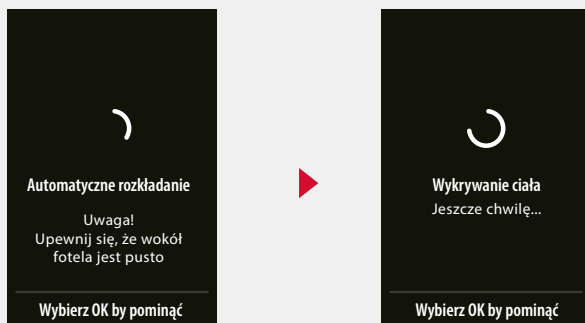 Automatyczne rozkładanie
Uwaga!
Upewnij się, że wokół
fotela jest pusto
Wybierz OK by pominąć
Wykrywanie ciała
Jeszcze chwilę...
Wybierz OK by pominąć